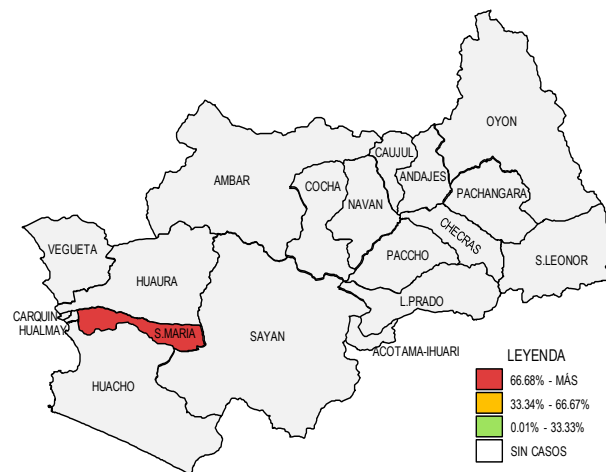 OYON
CAUJUL
ANDAJES
AMBAR
COCHA
NAVAN
PACHANGARA
CHECRAS
VEGUETA
PACCHO
S.LEONOR
HUAURA
L.PRADO
CARQUIN
HUALMAY
S.MARIA
SAYAN
ACOTAMA-IHUARI
HUACHO
LEYENDA
66.68% - MÁS
33.34% - 66.67%
0.01% - 33.33%
SIN CASOS